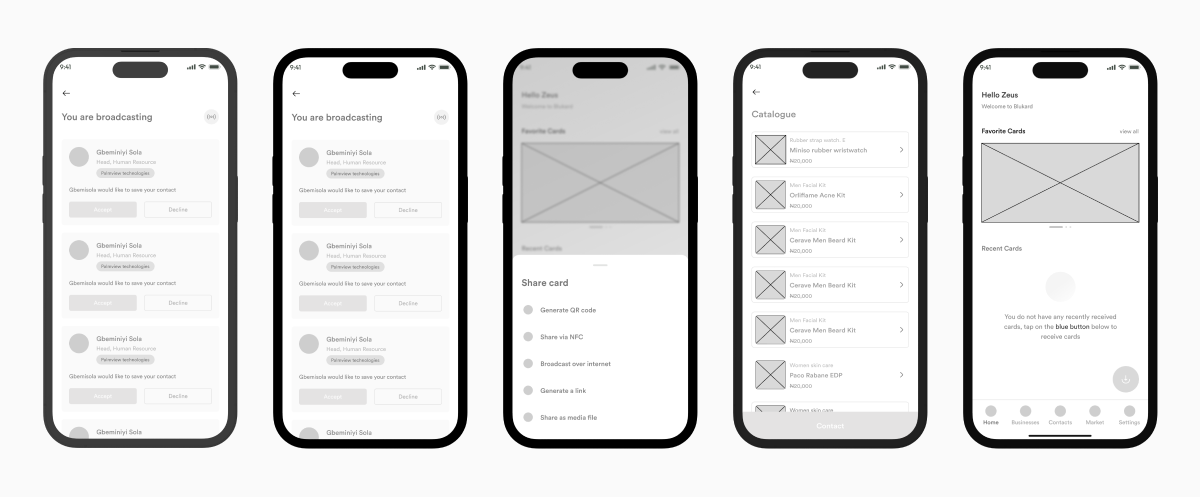 9:41
You are broadcasting
Gbeminiyi Sola
Head, Human Resource
Palmview technologies
Gbemisola would like to save your contact
Accept
Decline
Gbeminiyi Sola
Head, Human Resource
Palmview technologies
Gbemisola would like to save your contact
Accept
Decline
Gbeminiyi Sola
Head, Human Resource
Palmview technologies
Gbemisola would like to save your contact
Accept
Decline
Gbeminiyi Sola
9:41
You are broadcasting
Gbeminiyi Sola
Head, Human Resource
Palmview technologies
Gbemisola would like to save your contact
Accept
Decline
Gbeminiyi Sola
Head, Human Resource
Palmview technologies
Gbemisola would like to save your contact
Accept
Decline
Gbeminiyi Sola
Head, Human Resource
Palmview technologies
Gbemisola would like to save your contact
Accept
Decline
Gbeminiyi Sola
9:41
Hello Zeus
Welcome to Blukard
Favorite Cards
view all
Recent Cards
Share card
Generate QR code
Share via NFC
Broadcast over internet
Generate a link
Share as media file
9:41
Catalogue
Rubber strap watch. E
Miniso rubber wristwatch
₦20,000
Men Facial Kit
Orliflame Acne Kit
₦20,000
Men Facial Kit
Cerave Men Beard Kit
₦20,000
Men Facial Kit
Cerave Men Beard Kit
₦20,000
Men Facial Kit
Cerave Men Beard Kit
₦20,000
Women skin care
Paco Rabane EDP
₦20,000
Women skin care
Contact
9:41
Hello Zeus
Welcome to Blukard
Favorite Cards
view all
Recent Cards
You do not have any recently received
cards, tap on the blue button below to
receive cards
Home
Businesses
Contacts
Market
Settings